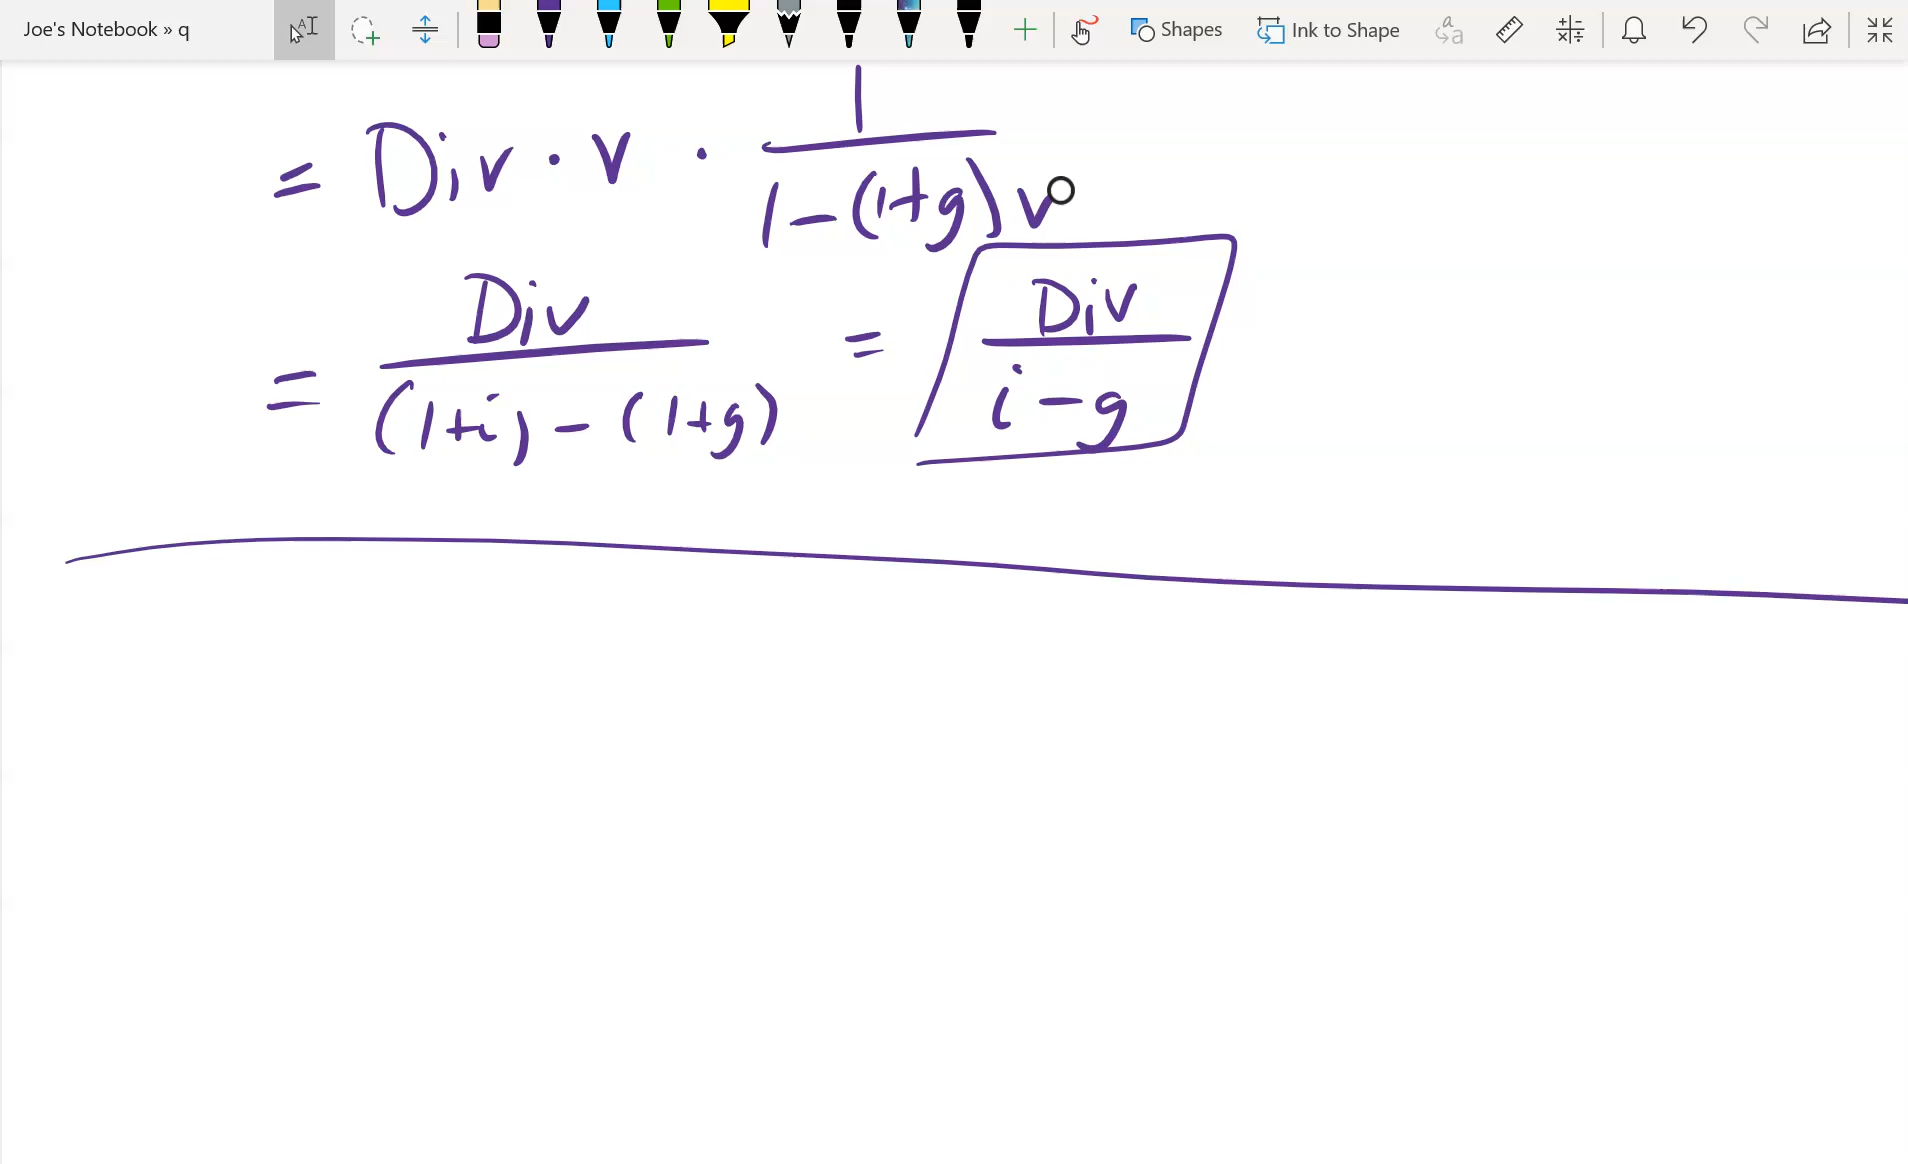 Joe's Notebook » q
Shapes
Ink to Shape
= Div · v · 1/(1-(1+g)v)
= Div/((1+i)-(1+g)) = Div/(i-g)